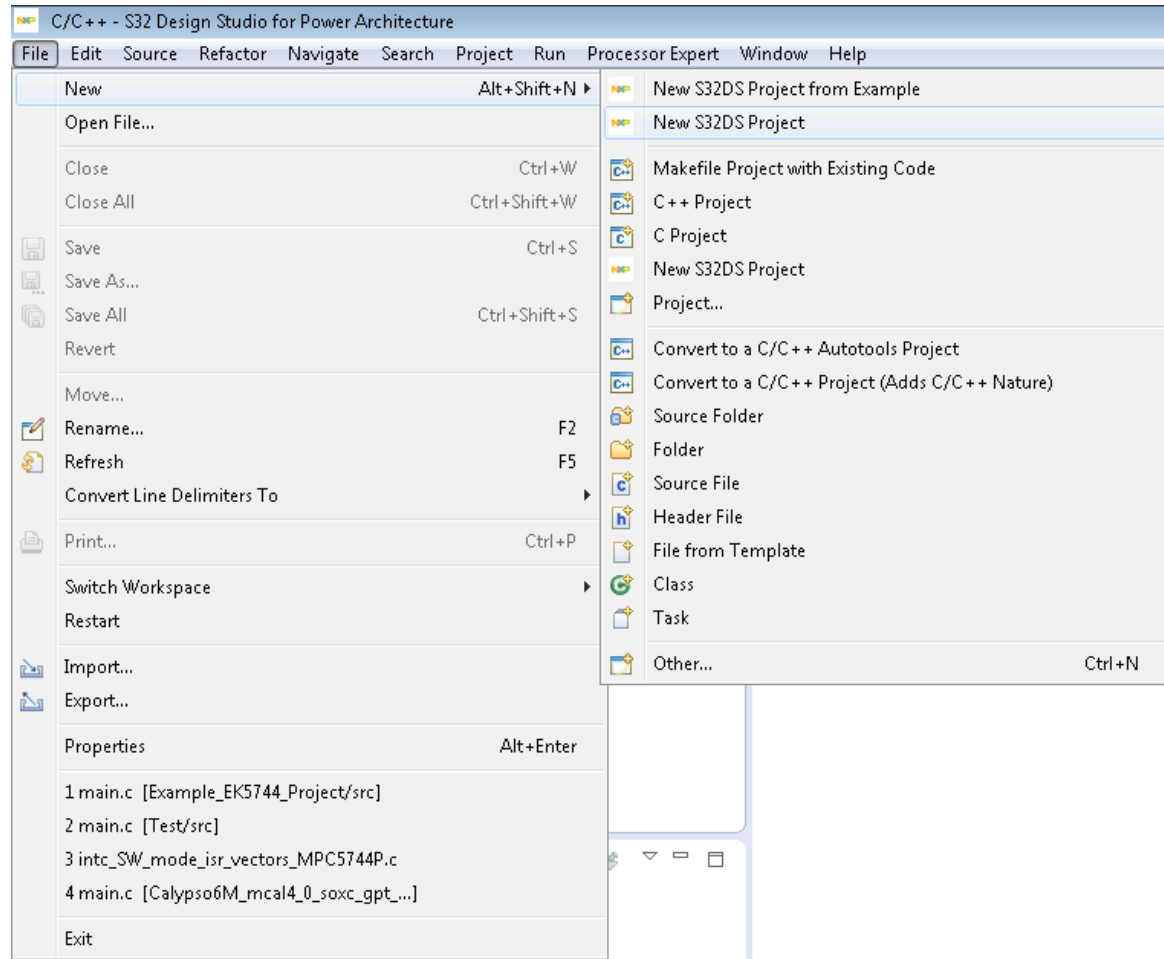 C/C++ - S32 Design Studio for Power Architecture
File Edit Source Refactor Navigate Search Project Run Processor Expert Window Help
New Alt+Shift+N
Open File...
Close Ctrl+W
Close All Ctrl+Shift+W
Save Ctrl+S
Save As...
Save All Ctrl+Shift+S
Revert
Move...
Rename... F2
Refresh F5
Convert Line Delimiters To
Print... Ctrl+P
Switch Workspace
Restart
Import...
Export...
Properties Alt+Enter
1 main.c [Example_EK5744_Project/src]
2 main.c [Test/src]
3 intc_SW_mode_isr_vectors_MPC5744P.c
4 main.c [Calypso6M_mcal4_0_soxc_gpt_...]
Exit
New S32DS Project from Example
New S32DS Project
Makefile Project with Existing Code
C++ Project
C Project
New S32DS Project
Project...
Convert to a C/C++ Autotools Project
Convert to a C/C++ Project (Adds C/C++ Nature)
Source Folder
Folder
Source File
Header File
File from Template
Class
Task
Other... Ctrl+N